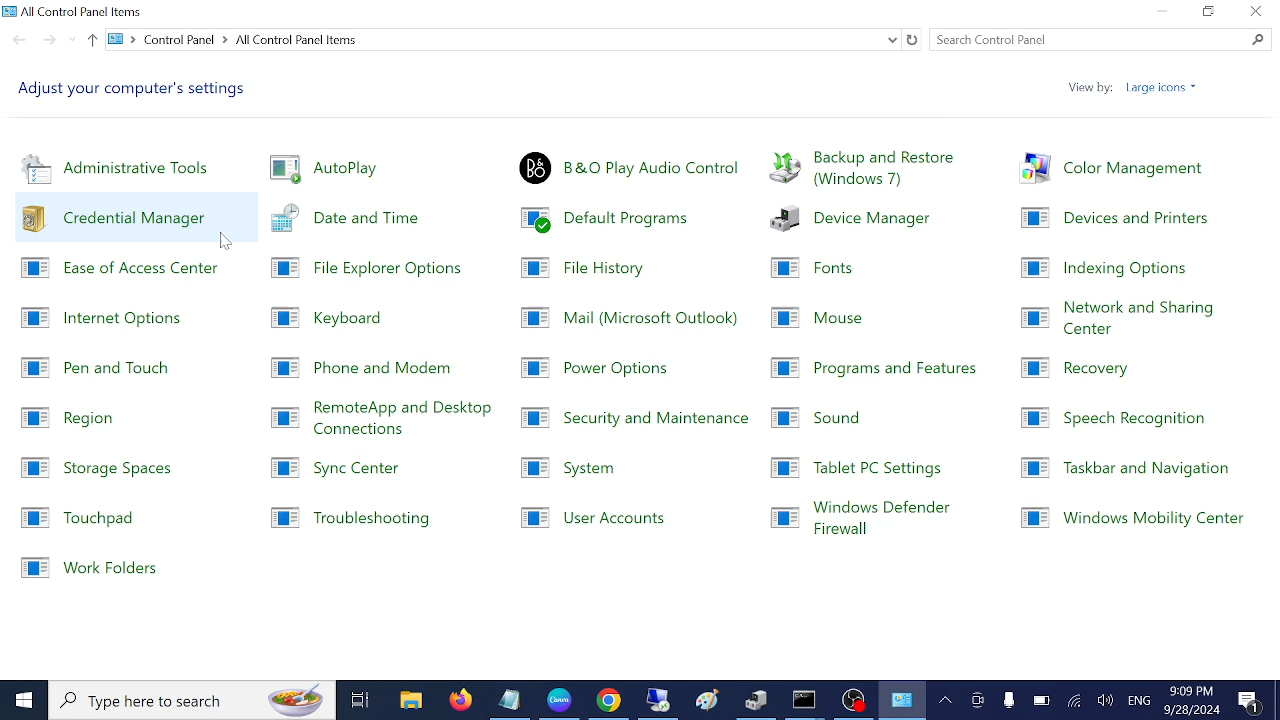 All Control Panel Items
Control Panel > All Control Panel Items
Search Control Panel
Adjust your computer's settings
View by: Large icons
Administrative Tools
AutoPlay
B&O
B&O Play Audio Control
Backup and Restore
(Windows 7)
Color Management
Credential Manager
Date and Time
Default Programs
Device Manager
Devices and Printers
Ease of Access Center
File Explorer Options
File History
Fonts
Indexing Options
Internet Options
Keyboard
Mail (Microsoft Outlook)
Mouse
Network and Sharing
Center
Pen and Touch
Phone and Modem
Power Options
Programs and Features
Recovery
Region
RemoteApp and Desktop
Connections
Security and Maintenance
Sound
Speech Recognition
Storage Spaces
Sync Center
System
Tablet PC Settings
Taskbar and Navigation
Touchpad
Troubleshooting
User Accounts
Windows Defender
Firewall
Windows Mobility Center
Work Folders
Type here to search
Canva
ENG
9:09 PM
9/28/2024
1